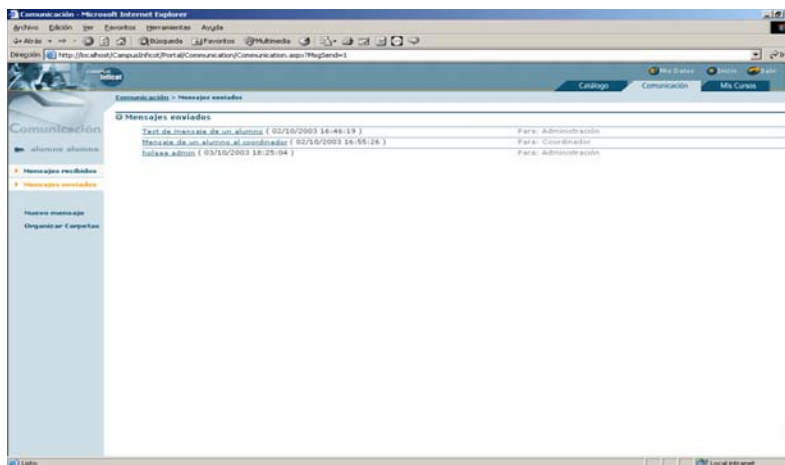 Comunicación - Microsoft Internet Explorer
Archivo Edición Ver Favoritos Herramientas Ayuda
Atrás Búsqueda Favoritos Multimedia
Dirección http://localhost/CampusInficat/Portal/Communication/Communication.aspx?MsgSend=1
Inficat
Mis Datos Inicio Salir
Catálogo Comunicación Mis Cursos
Comunicación > Mensajes enviados
Mensajes enviados
Comunicación
Test de mensaje de un alumno ( 02/10/2003 16:46:19 ) Para: Administración
Mensaje de un alumno al coordinador ( 02/10/2003 16:55:26 ) Para: Coordinador
alumno alumno
holaaa admin ( 03/10/2003 18:25:04 ) Para: Administración
Mensajes recibidos
Mensajes enviados
Nuevo mensaje
Organizar Carpetas
Listo Local intranet